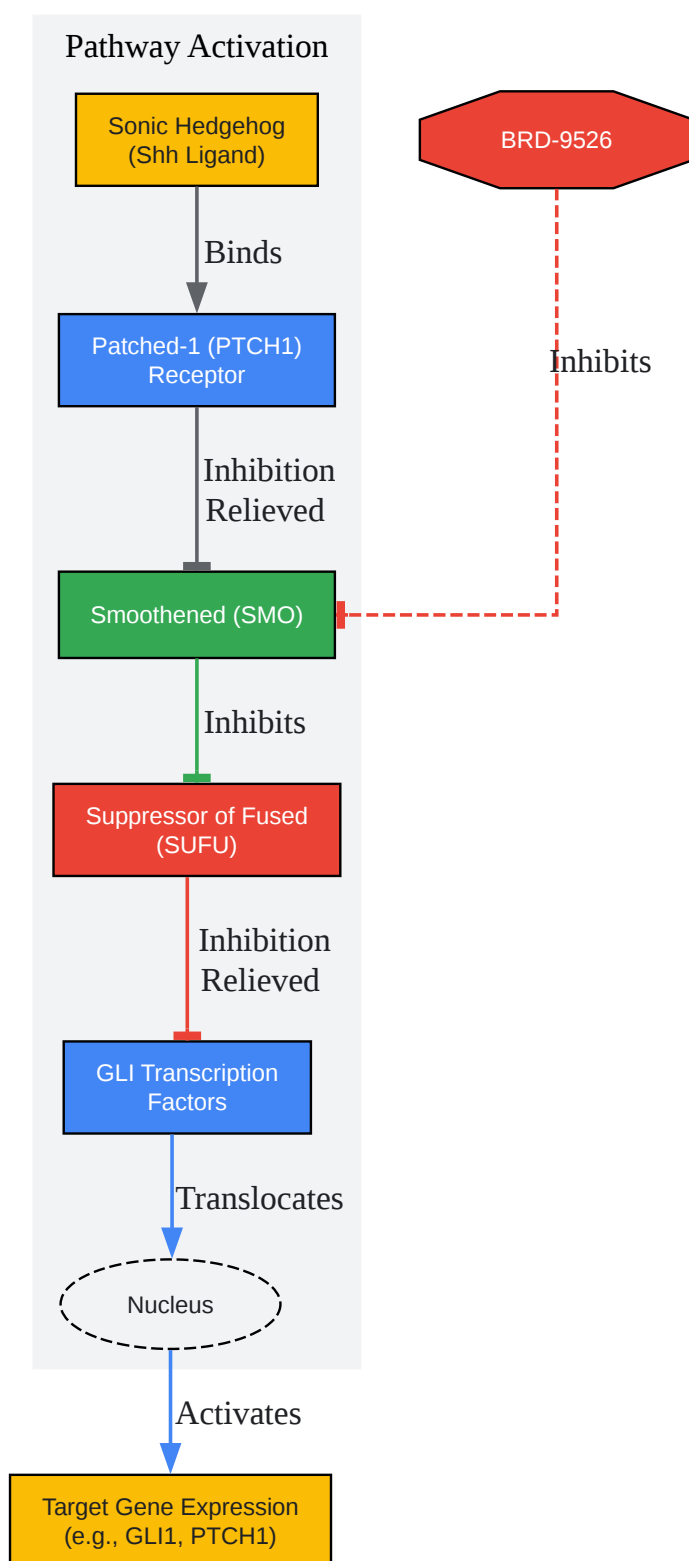 Pathway Activation
Sonic Hedgehog
(Shh Ligand)
BRD-9526
Binds
Patched-1 (PTCH1)
Receptor
Inhibits
Inhibition
Relieved
Smoothened (SMO)
Inhibits
Suppressor of Fused
(SUFU)
Inhibition
Relieved
GLI Transcription
Factors
Translocates
Nucleus
Activates
Target Gene Expression
(e.g., GLI1, PTCH1)